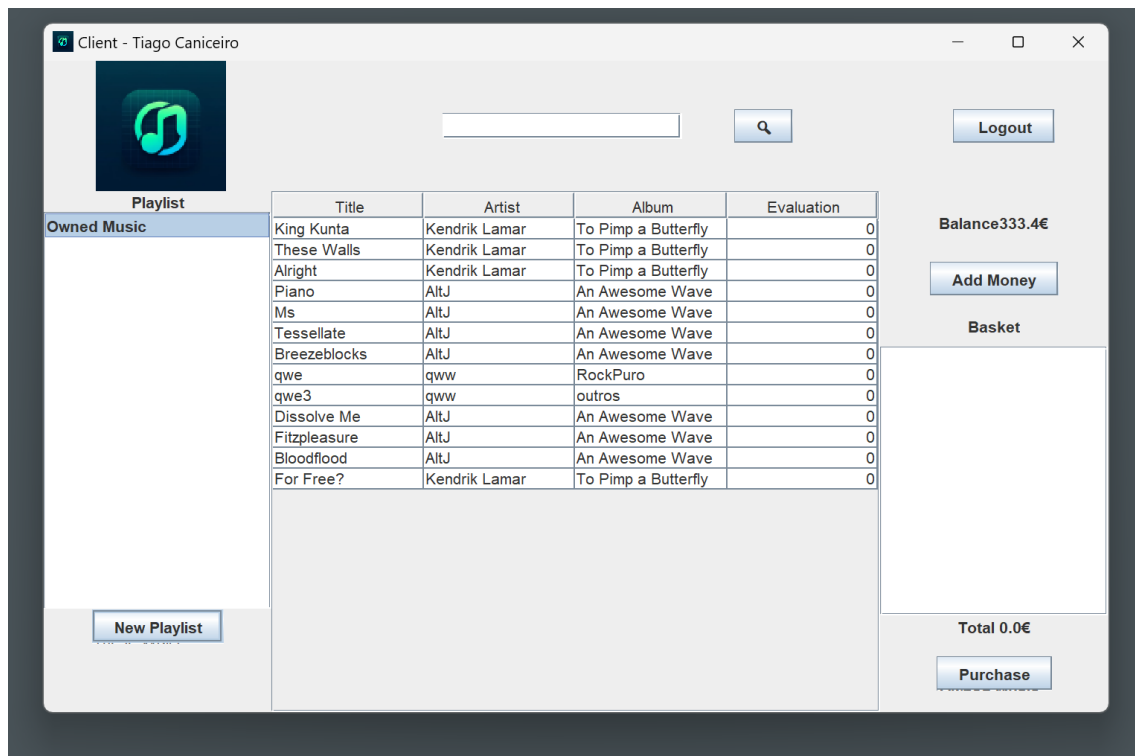 Client - Tiago Caniceiro
Logout
Playlist
Owned Music
New Playlist
Title Artist Album Evaluation
King Kunta Kendrik Lamar To Pimp a Butterfly 0
These Walls Kendrik Lamar To Pimp a Butterfly 0
Alright Kendrik Lamar To Pimp a Butterfly 0
Piano AltJ An Awesome Wave 0
Ms AltJ An Awesome Wave 0
Tessellate AltJ An Awesome Wave 0
Breezeblocks AltJ An Awesome Wave 0
qwe qww RockPuro 0
qwe3 qww outros 0
Dissolve Me AltJ An Awesome Wave 0
Fitzpleasure AltJ An Awesome Wave 0
Bloodflood AltJ An Awesome Wave 0
For Free? Kendrik Lamar To Pimp a Butterfly 0
Balance333.4€
Add Money
Basket
Total 0.0€
Purchase